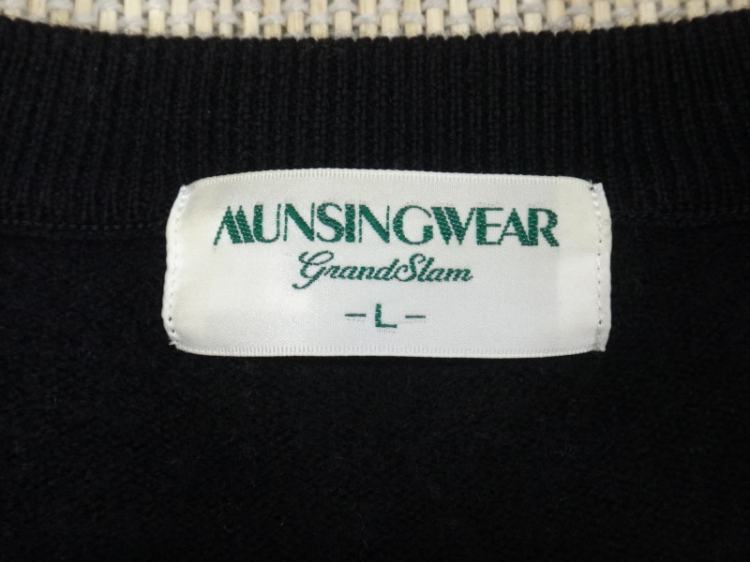 MUNSINGWEAR
GrandSlam
- L -